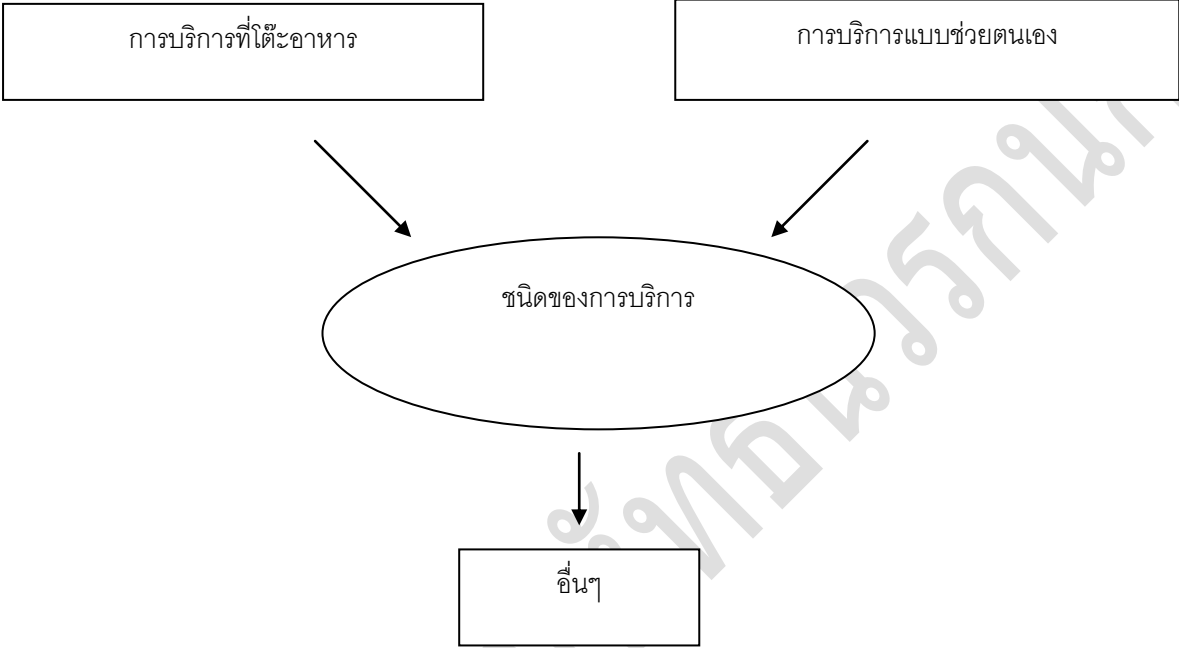 การบริการที่โต๊ะอาหาร
การบริการแบบช่วยตนเอง
ชนิดของการบริการ
อื่นๆ